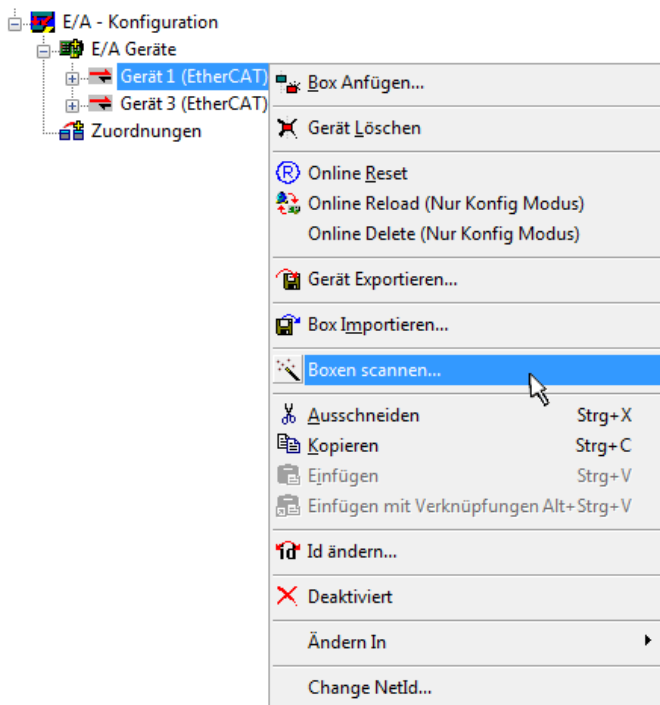 E/A - Konfiguration
E/A Geräte
Gerät 1 (EtherCAT)
Gerät 3 (EtherCAT)
Zuordnungen
Box Anfügen...
Gerät Löschen
Online Reset
Online Reload (Nur Konfig Modus)
Online Delete (Nur Konfig Modus)
Gerät Exportieren...
Box Importieren...
Boxen scannen...
Ausschneiden Strg+X
Kopieren Strg+C
Einfügen Strg+V
Einfügen mit Verknüpfungen Alt+Strg+V
Id ändern...
Deaktiviert
Ändern In
Change NetId...